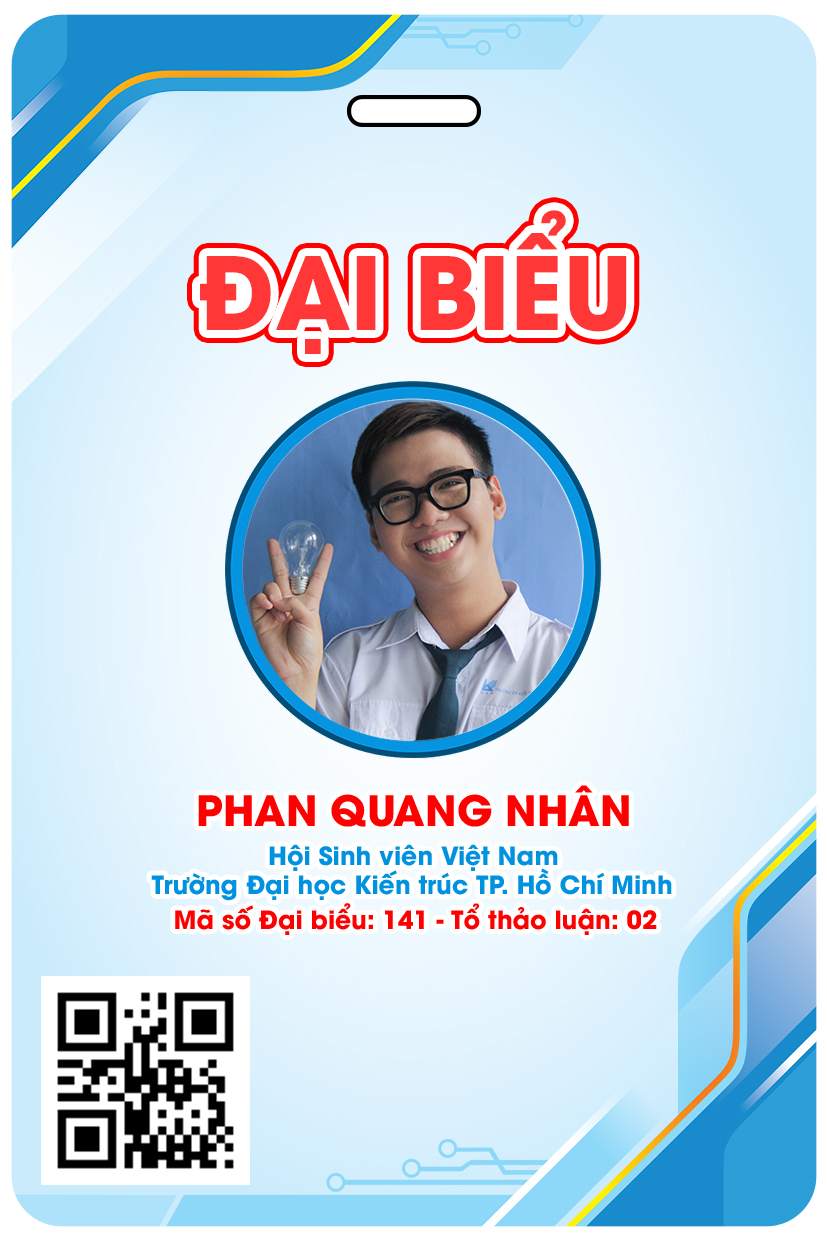 ĐẠI BIỂU
PHAN QUANG NHÂN
Hội Sinh viên Việt Nam
Trường Đại học Kiến trúc TP. Hồ Chí Minh
Mã số Đại biểu: 141 - Tổ thảo luận: 02